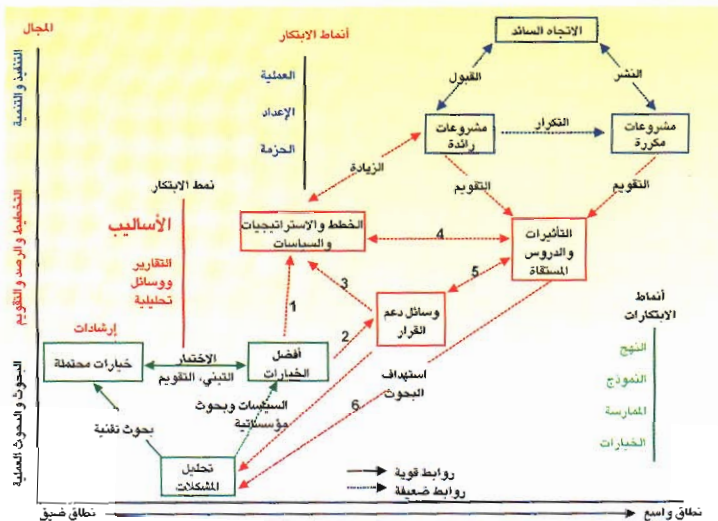 المجال
أنماط الابتكار
الاتجاه السائد
العملية
الإعداد
الحزمة
القبول
النشر
مشروعات
رائدة
التكرار
مشروعات
مكررة
التنفيذ والتنمية
الزيادة
التقويم
التقويم
نمط الابتكار
الأساليب
التقارير
ووسائل
تحليلية
الخطط والاستراتيجيات
والسياسات
4
التأثيرات
والدروس
المستقاة
التخطيط والرصد والتقويم
1
3
5
وسائل دعم
القرار
2
أنماط
الابتكارات
النهج
النموذج
الممارسة
الخيارات
إرشادات
خيارات محتملة
الاختبار
التبني، التقويم
أفضل
الخيارات
استهداف
البحوث
6
السياسات وبحوث
مؤسساتية
بحوث تقنية
تحليل
المشكلات
البحوث والبحوث العملية
روابط قوية
روابط ضعيفة
نطاق ضيق
نطاق واسع